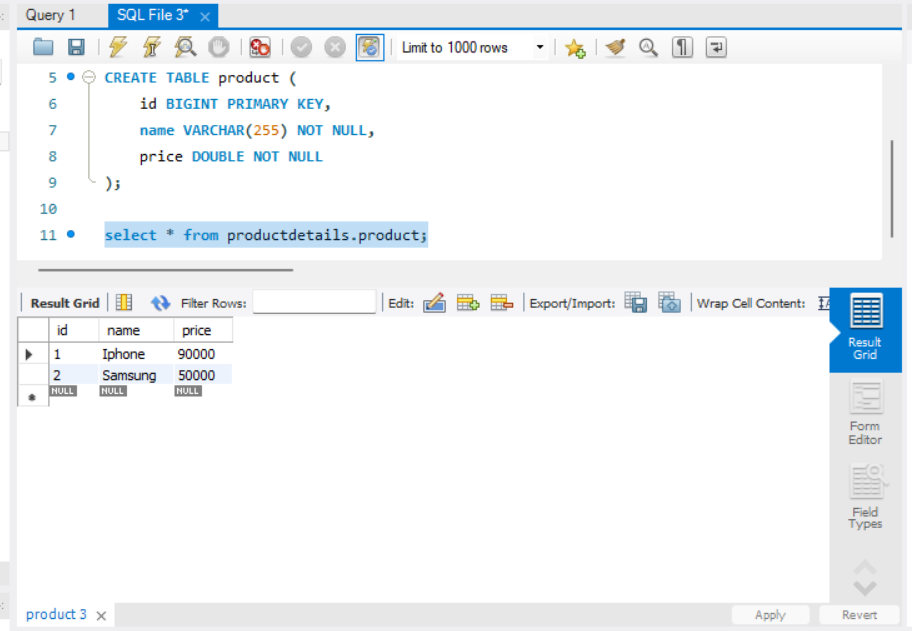 Query 1 SQL File 3*
Limit to 1000 rows
5 CREATE TABLE product (
6 id BIGINT PRIMARY KEY,
7 name VARCHAR(255) NOT NULL,
8 price DOUBLE NOT NULL
9 );
10
11 select * from productdetails.product;
Result Grid Filter Rows: Edit: Export/Import: Wrap Cell Content:
id name price
1 Iphone 90000
2 Samsung 50000
NULL NULL NULL
Result
Grid
Form
Editor
Field
Types
product 3 Apply Revert